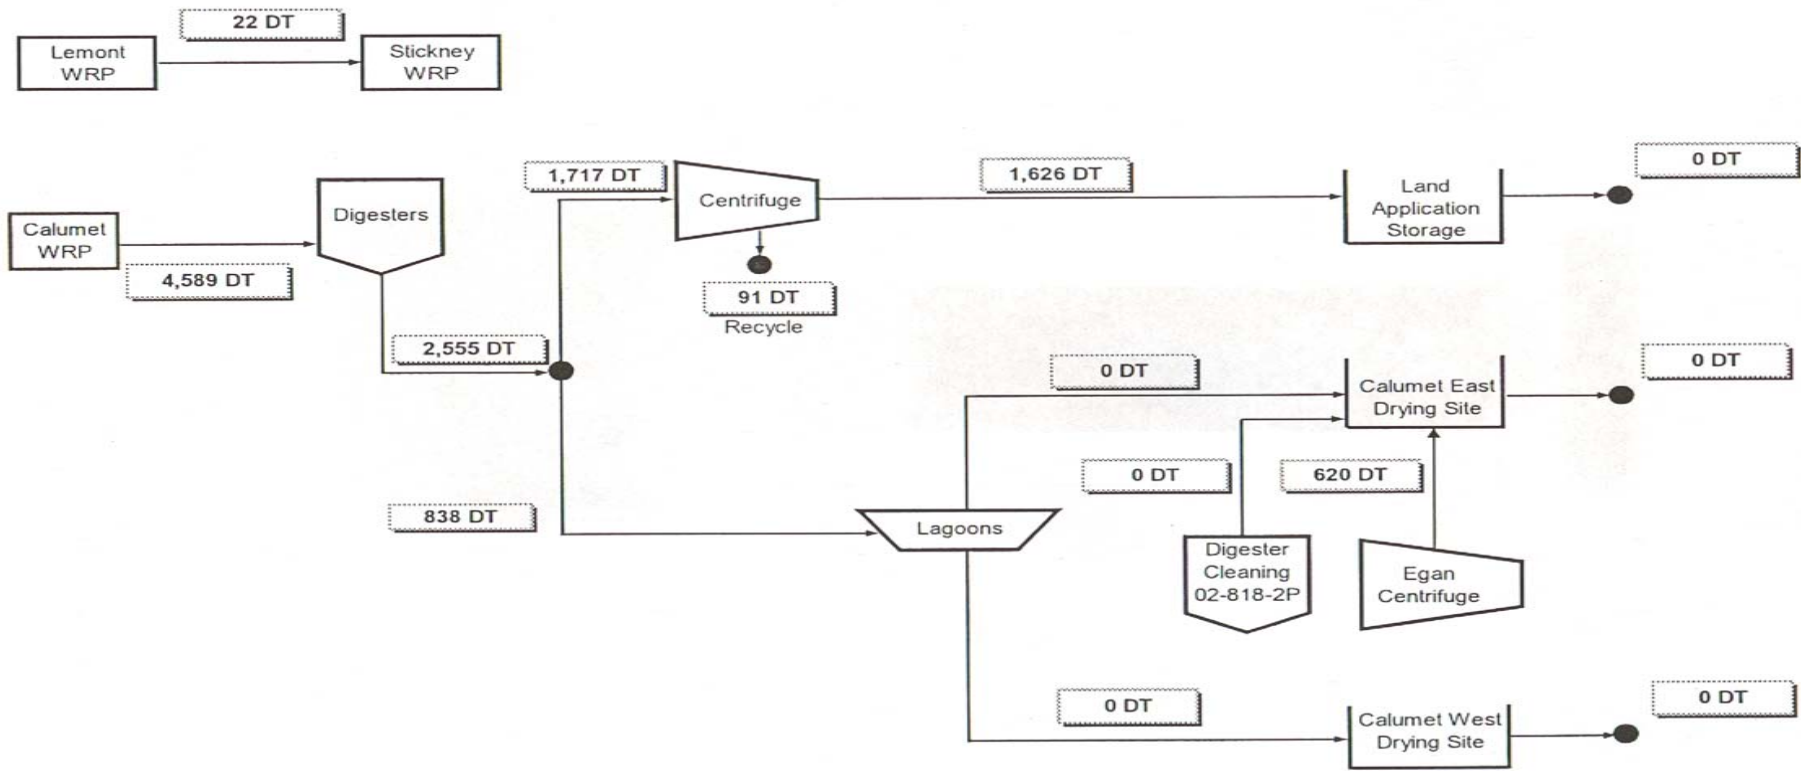 22 DT
Lemont
WRP
Stickney
WRP
1,717 DT
Centrifuge
1,626 DT
Land
Application
Storage
0 DT
Digesters
Calumet
WRP
4,589 DT
91 DT
Recycle
2,555 DT
0 DT
Calumet East
Drying Site
0 DT
0 DT
620 DT
838 DT
Lagoons
Digester
Cleaning
02-818-2P
Egan
Centrifuge
0 DT
Calumet West
Drying Site
0 DT